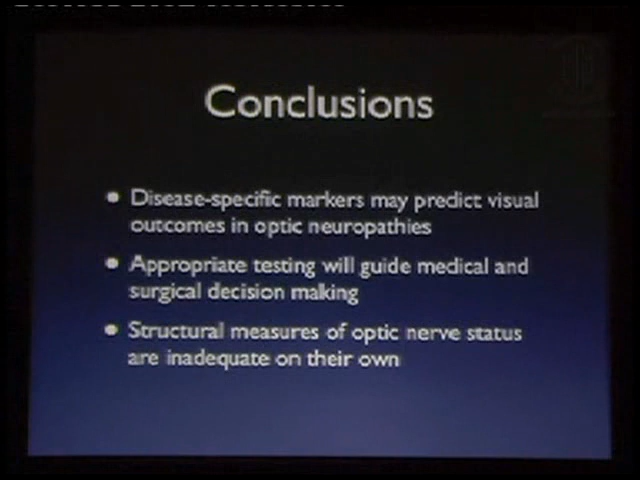 Conclusions
• Disease-specific markers may predict visual
outcomes in optic neuropathies
• Appropriate testing will guide medical and
surgical decision making
• Structural measures of optic nerve status
are inadequate on their own